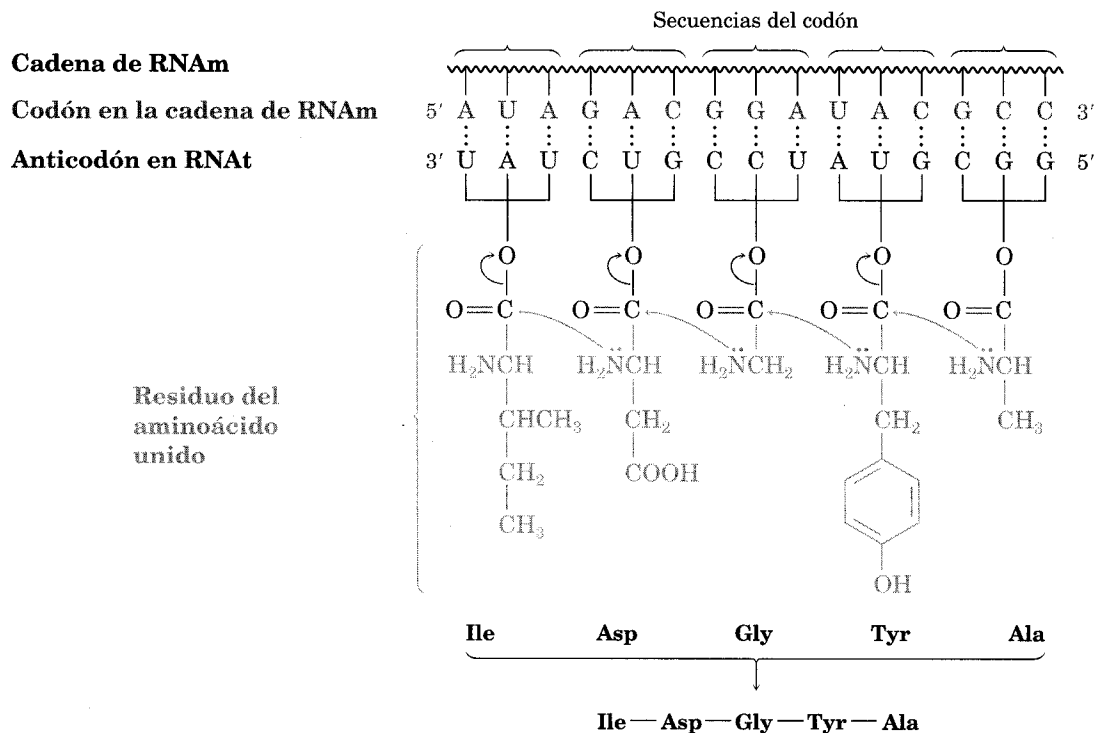 Secuencias del codón
Cadena de RNAm
Codón en la cadena de RNAm 5′ A U A G A C G G A U A C G C C 3′
Anticodón en RNAt 3′ U A U C U G C C U A U G C G G 5′
O O O O O
O=C O=C O=C O=C O=C
H₂NCH H₂N̈CH H₂N̈CH₂ H₂N̈CH H₂N̈CH
Residuo del
aminoácido
unido
CHCH₃ CH₂ CH₂ CH₃
CH₂ COOH
CH₃
OH
Ile Asp Gly Tyr Ala
Ile—Asp—Gly—Tyr—Ala